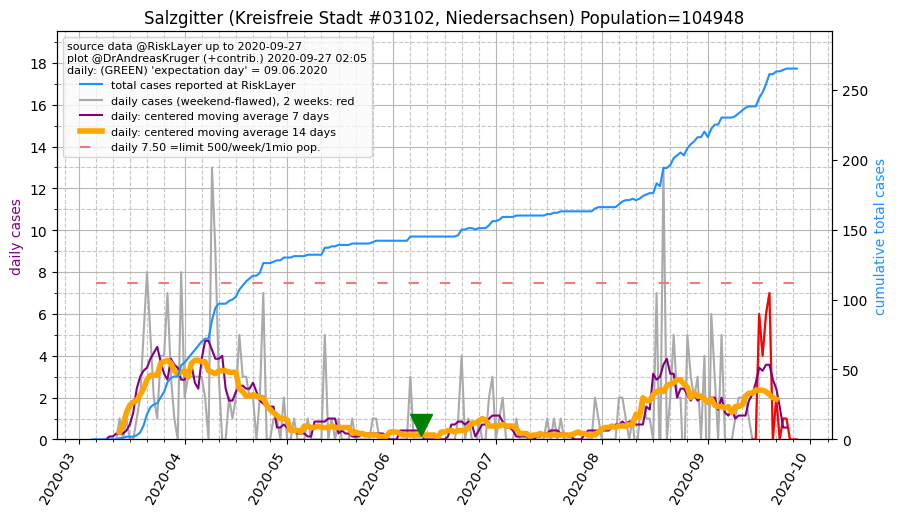 Salzgitter (Kreisfreie Stadt #03102, Niedersachsen) Population=104948
source data @RiskLayer up to 2020-09-27
plot @DrAndreasKruger (+contrib.) 2020-09-27 02:05
daily: (GREEN) 'expectation day' = 09.06.2020
total cases reported at RiskLayer
daily cases (weekend-flawed), 2 weeks: red
daily: centered moving average 7 days
daily: centered moving average 14 days
daily 7.50 =limit 500/week/1mio pop.
daily cases
18
16
14
12
10
8
6
4
2
0
250
200
150
100
50
0
cumulative total cases
2020-03
2020-04
2020-05
2020-06
2020-07
2020-08
2020-09
2020-10